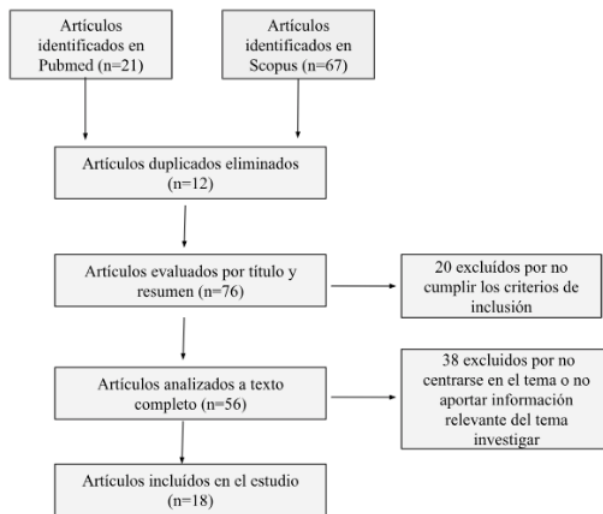 Artículos
identificados en
Pubmed (n=21)
Artículos
identificados en
Scopus (n=67)
Artículos duplicados eliminados
(n=12)
Artículos evaluados por título y
resumen (n=76)
20 excluídos por no
cumplir los criterios de
inclusión
Artículos analizados a texto
completo (n=56)
38 excluidos por no
centrarse en el tema o no
aportar información
relevante del tema
investigar
Artículos incluídos en el estudio
(n=18)